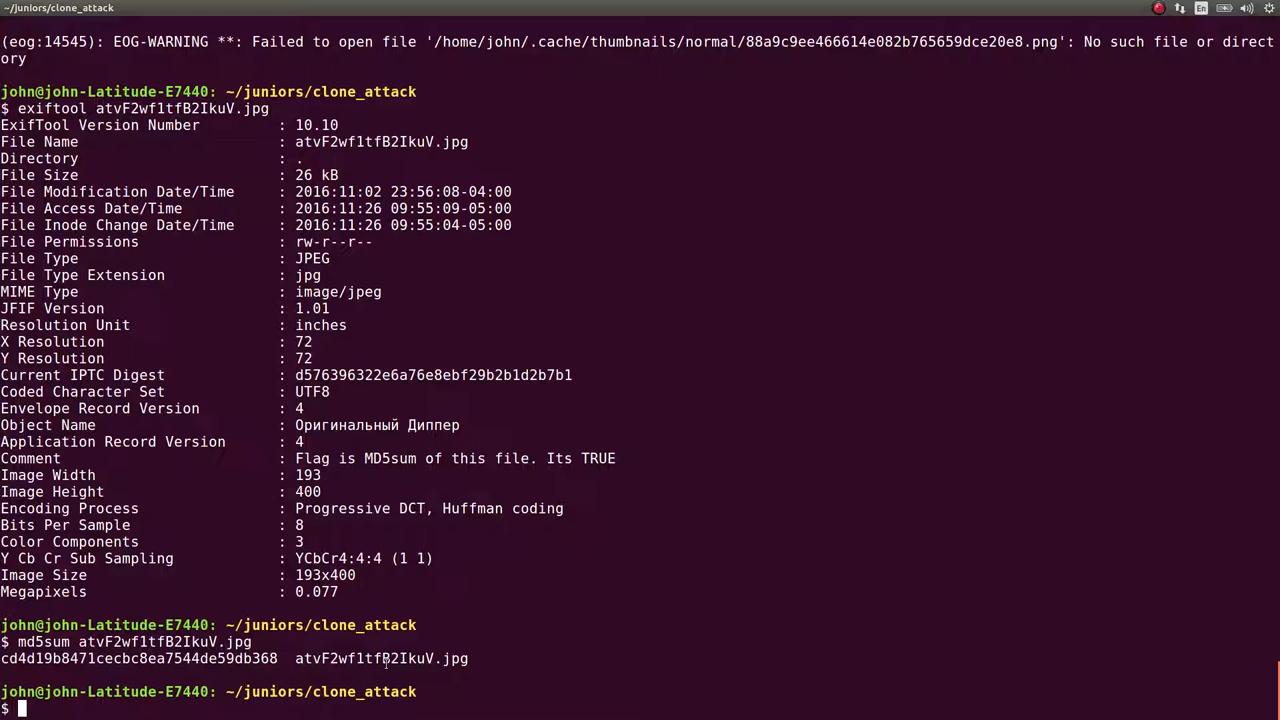 ~/juniors/clone_attack
En
(eog:14545): EOG-WARNING **: Failed to open file '/home/john/.cache/thumbnails/normal/88a9c9ee466614e082b765659dce20e8.png': No such file or direct
ory
john@john-Latitude-E7440: ~/juniors/clone_attack
$ exiftool atvF2wf1tfB2IkuV.jpg
ExifTool Version Number : 10.10
File Name : atvF2wf1tfB2IkuV.jpg
Directory : .
File Size : 26 kB
File Modification Date/Time : 2016:11:02 23:56:08-04:00
File Access Date/Time : 2016:11:26 09:55:09-05:00
File Inode Change Date/Time : 2016:11:26 09:55:04-05:00
File Permissions : rw-r--r--
File Type : JPEG
File Type Extension : jpg
MIME Type : image/jpeg
JFIF Version : 1.01
Resolution Unit : inches
X Resolution : 72
Y Resolution : 72
Current IPTC Digest : d576396322e6a76e8ebf29b2b1d2b7b1
Coded Character Set : UTF8
Envelope Record Version : 4
Object Name : Оригинальный Диппер
Application Record Version : 4
Comment : Flag is MD5sum of this file. Its TRUE
Image Width : 193
Image Height : 400
Encoding Process : Progressive DCT, Huffman coding
Bits Per Sample : 8
Color Components : 3
Y Cb Cr Sub Sampling : YCbCr4:4:4 (1 1)
Image Size : 193x400
Megapixels : 0.077
john@john-Latitude-E7440: ~/juniors/clone_attack
$ md5sum atvF2wf1tfB2IkuV.jpg
cd4d19b8471cecbc8ea7544de59db368 atvF2wf1tfB2IkuV.jpg
john@john-Latitude-E7440: ~/juniors/clone_attack
$